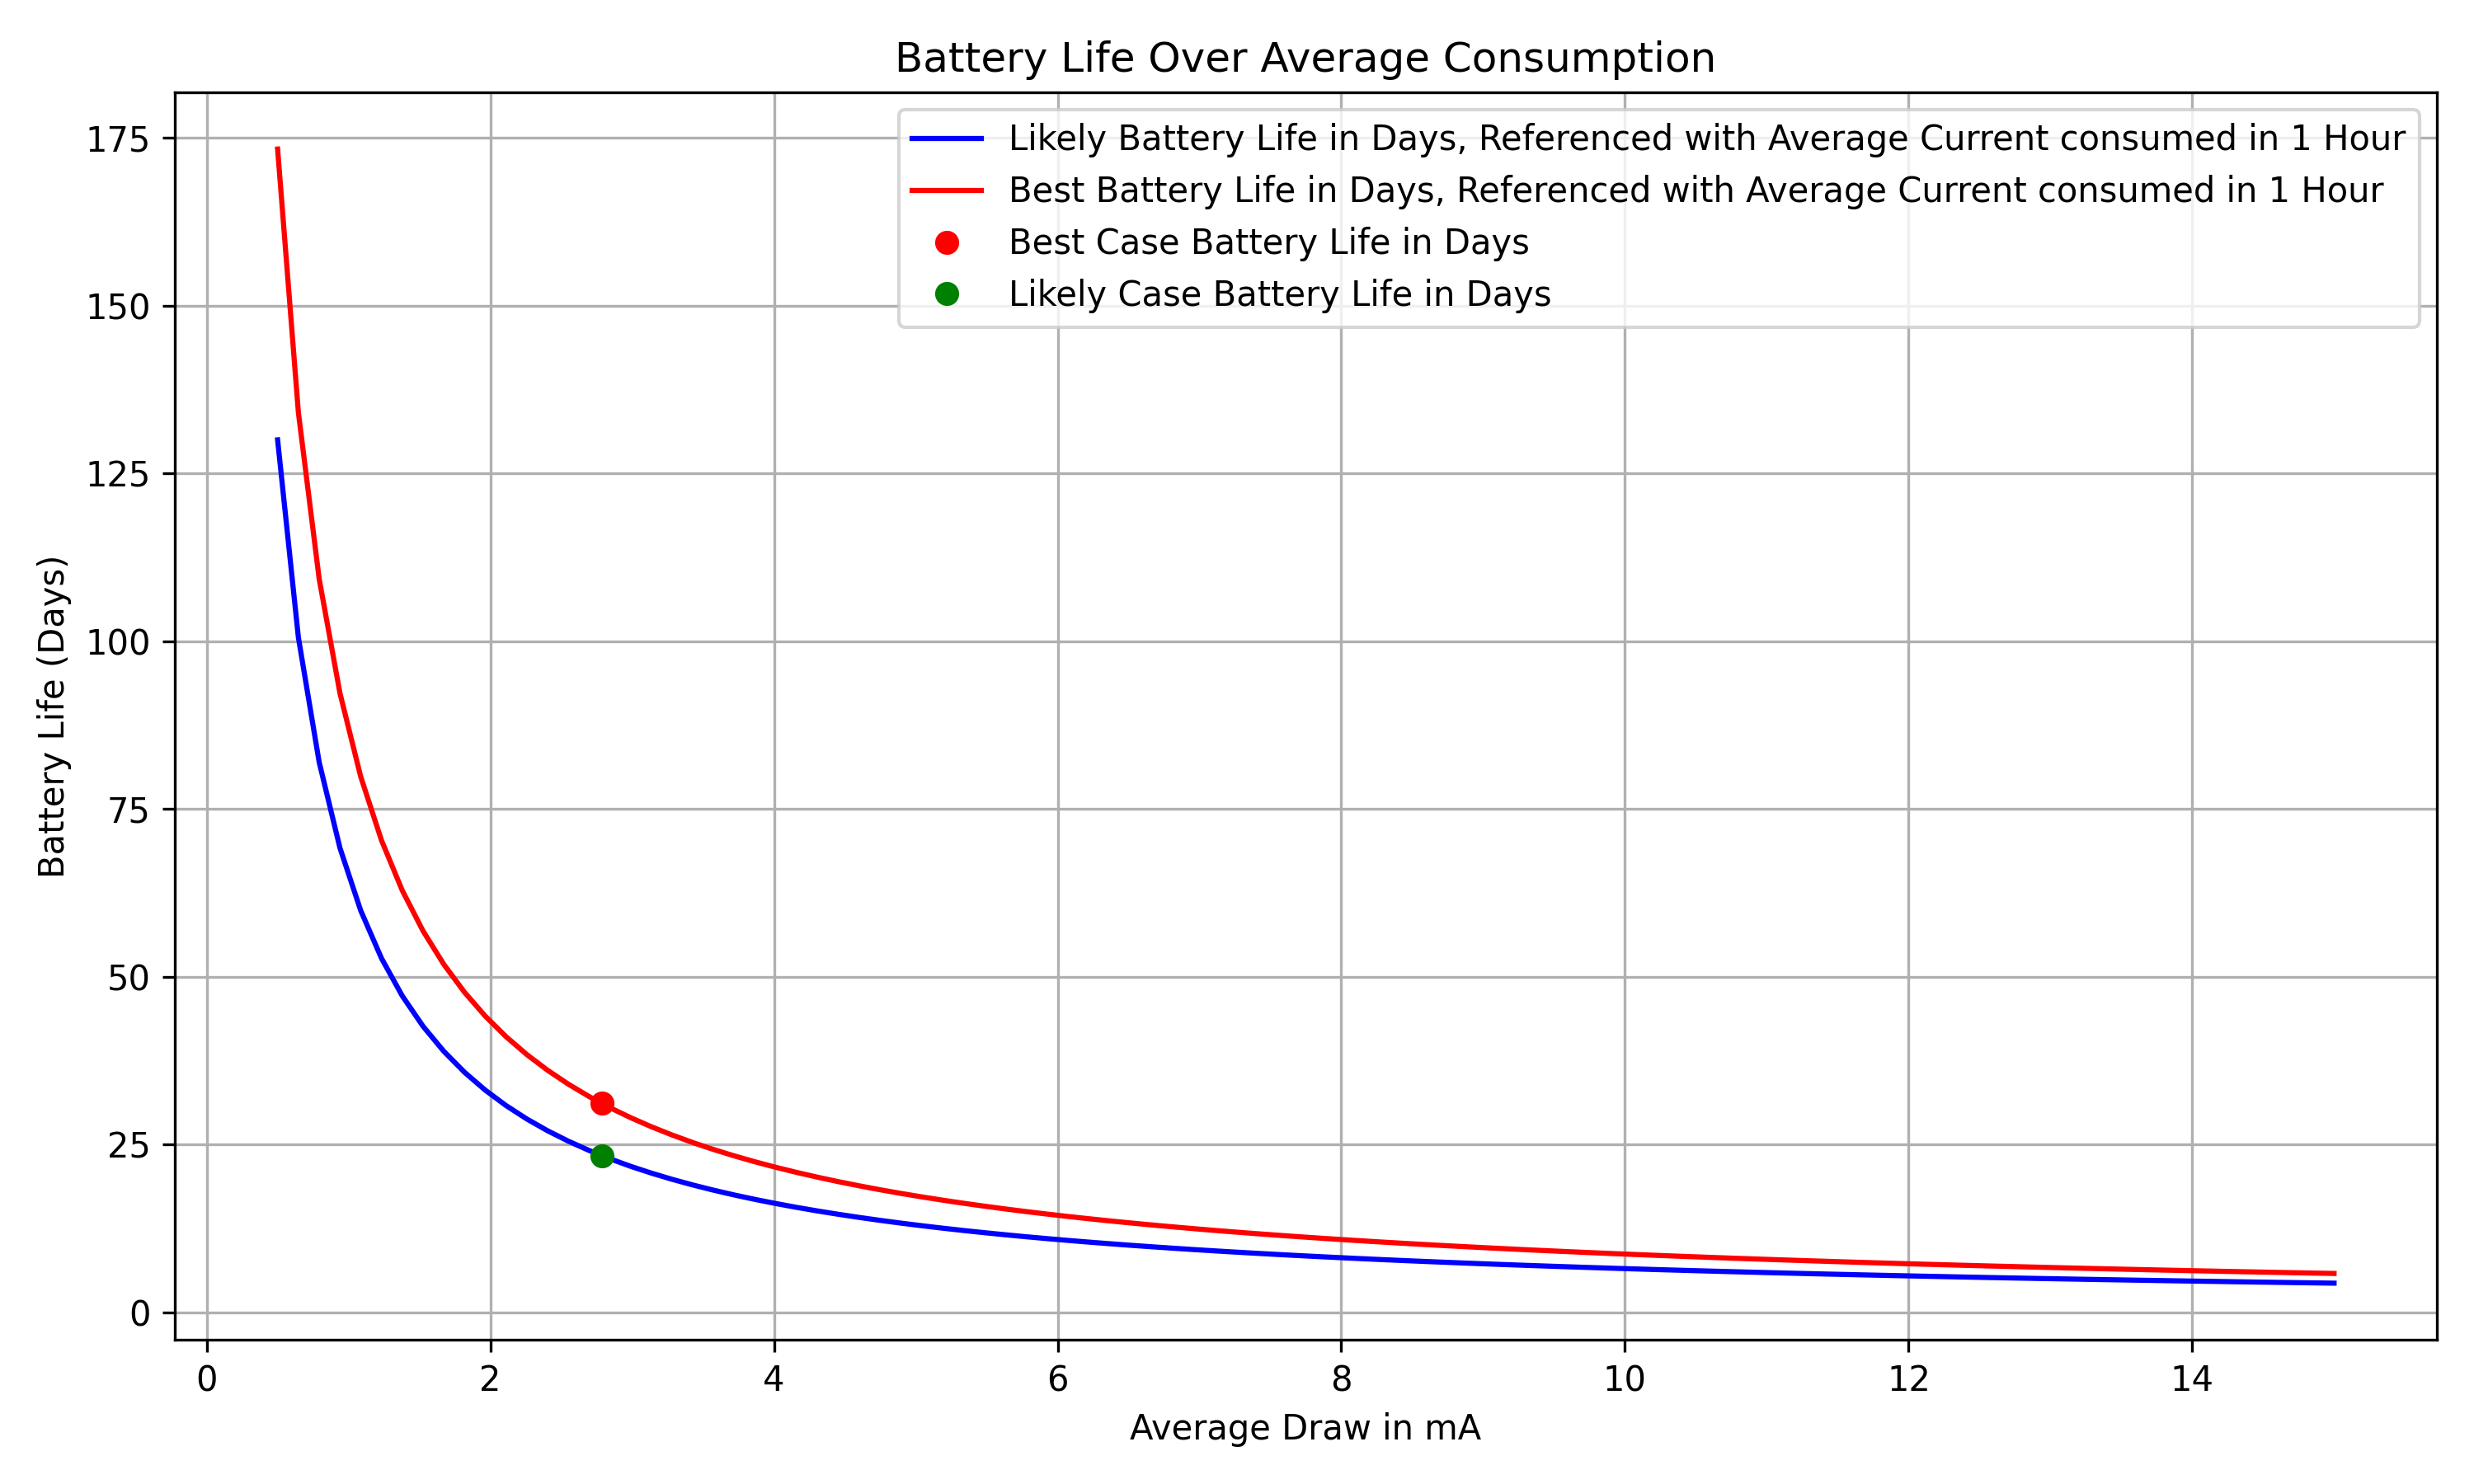 Battery Life Over Average Consumption
Likely Battery Life in Days, Referenced with Average Current consumed in 1 Hour
Best Battery Life in Days, Referenced with Average Current consumed in 1 Hour
Best Case Battery Life in Days
Likely Case Battery Life in Days
Battery Life (Days)
175
150
125
100
75
50
25
0
0 2 4 6 8 10 12 14
Average Draw in mA